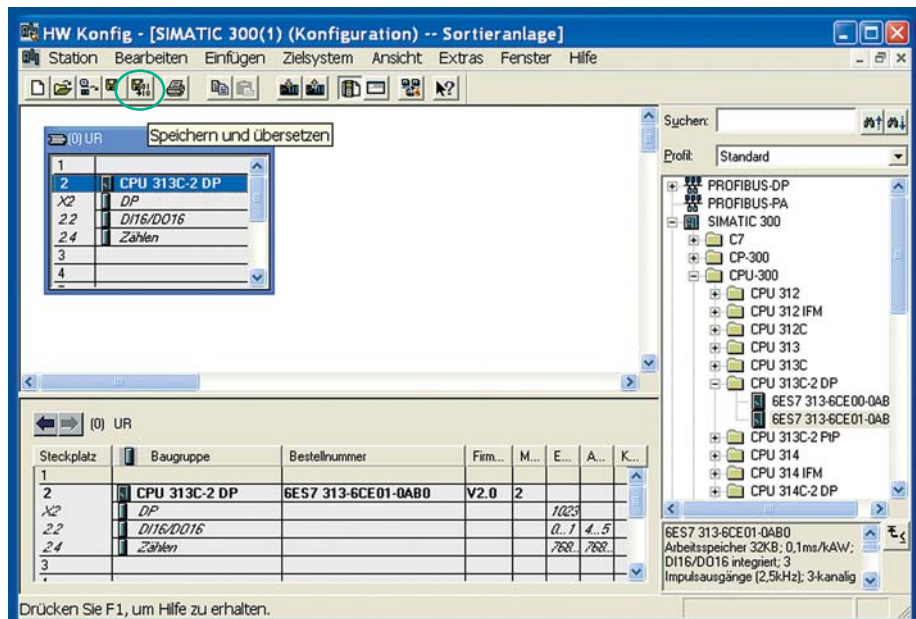 HW Konfig - [SIMATIC 300(1) (Konfiguration) -- Sortieranlage]
Station Bearbeiten Einfügen Zielsystem Ansicht Extras Fenster Hilfe
Speichern und übersetzen
(0) UR
1
2 CPU 313C-2 DP
X2 DP
2.2 DI16/DO16
2.4 Zählen
3
4
Suchen:
Profil: Standard
PROFIBUS-DP
PROFIBUS-PA
SIMATIC 300
C7
CP-300
CPU-300
CPU 312
CPU 312 IFM
CPU 312C
CPU 313
CPU 313C
CPU 313C-2 DP
6ES7 313-6CE00-0AB
6ES7 313-6CE01-0AB
CPU 313C-2 PtP
CPU 314
CPU 314 IFM
CPU 314C-2 DP
6ES7 313-6CE01-0AB0
Arbeitsspeicher 32KB; 0,1ms/kAW;
DI16/DO16 integriert; 3
Impulsausgänge (2,5kHz); 3-kanalig
(0) UR
Steckplatz Baugruppe Bestellnummer Firm... M... E... A... K...
1
2 CPU 313C-2 DP 6ES7 313-6CE01-0AB0 V2.0 2
X2 DP 1023
2.2 DI16/DO16 0...1 4...5
2.4 Zählen 768.. 768..
3
Drücken Sie F1, um Hilfe zu erhalten.